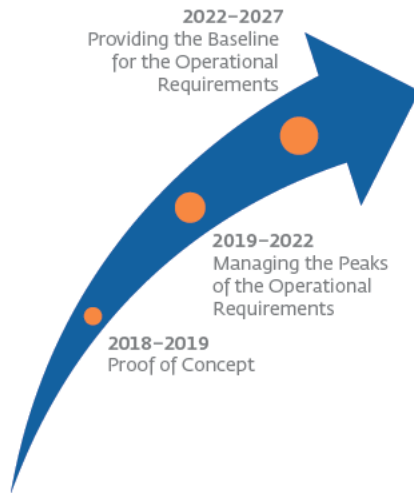 2022–2027
Providing the Baseline
for the Operational
Requirements
2019–2022
Managing the Peaks
of the Operational
Requirements
2018–2019
Proof of Concept